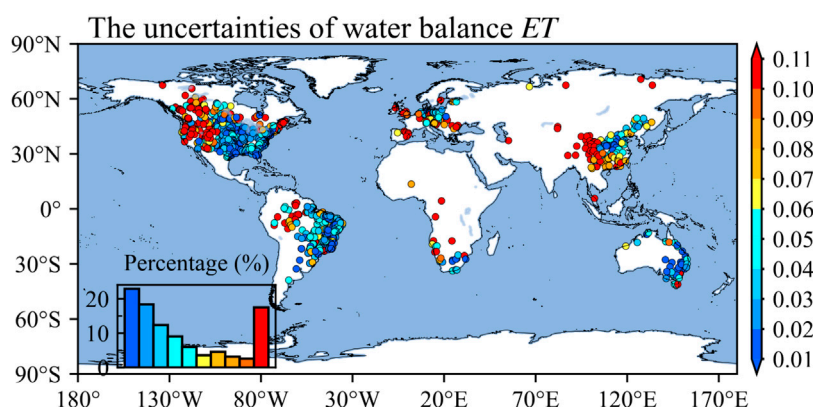 The uncertainties of water balance ET
90°N
60°N
30°N
0°
30°S
60°S
90°S
180° 130°W 80°W 30°W 20°E 70°E 120°E 170°E
Percentage (%)
20
10
0
0.11
0.10
0.09
0.08
0.07
0.06
0.05
0.04
0.03
0.02
0.01